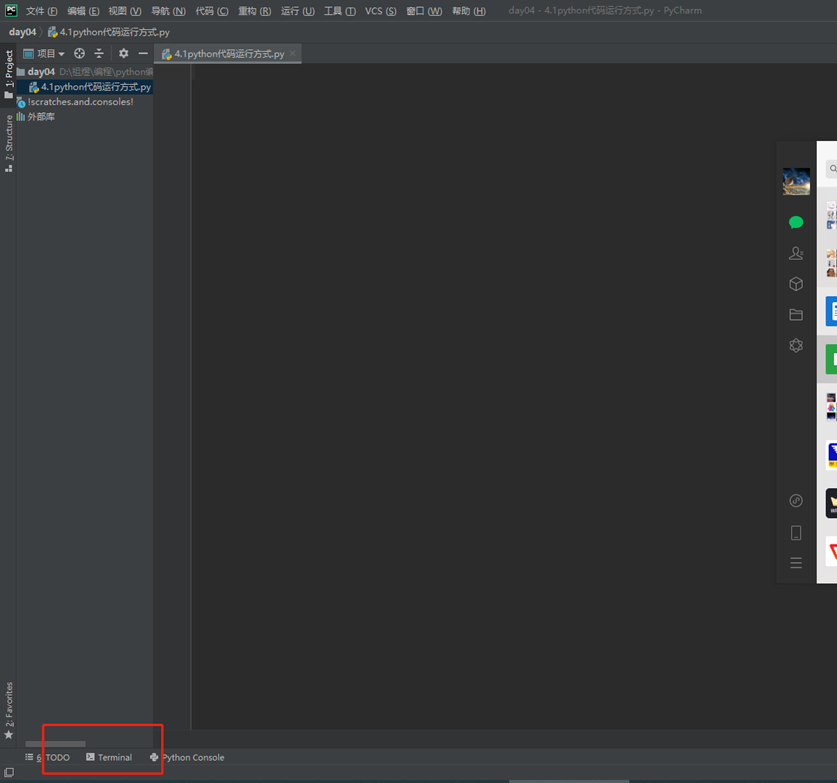 PC 文件 (F) 编辑 (E) 视图 (V) 导航 (N) 代码 (C) 重构 (R) 运行 (U) 工具 (T) VCS (S) 窗口 (W) 帮助 (H) day04 - 4.1python代码运行方式.py - PyCharm
day04 4.1python代码运行方式.py
项目 4.1python代码运行方式.py
1: Project
day04 D:\祖熠\编程\python编
4.1python代码运行方式.py
!scratches.and.consoles!
外部库
7: Structure
2: Favorites
6: TODO Terminal Python Console